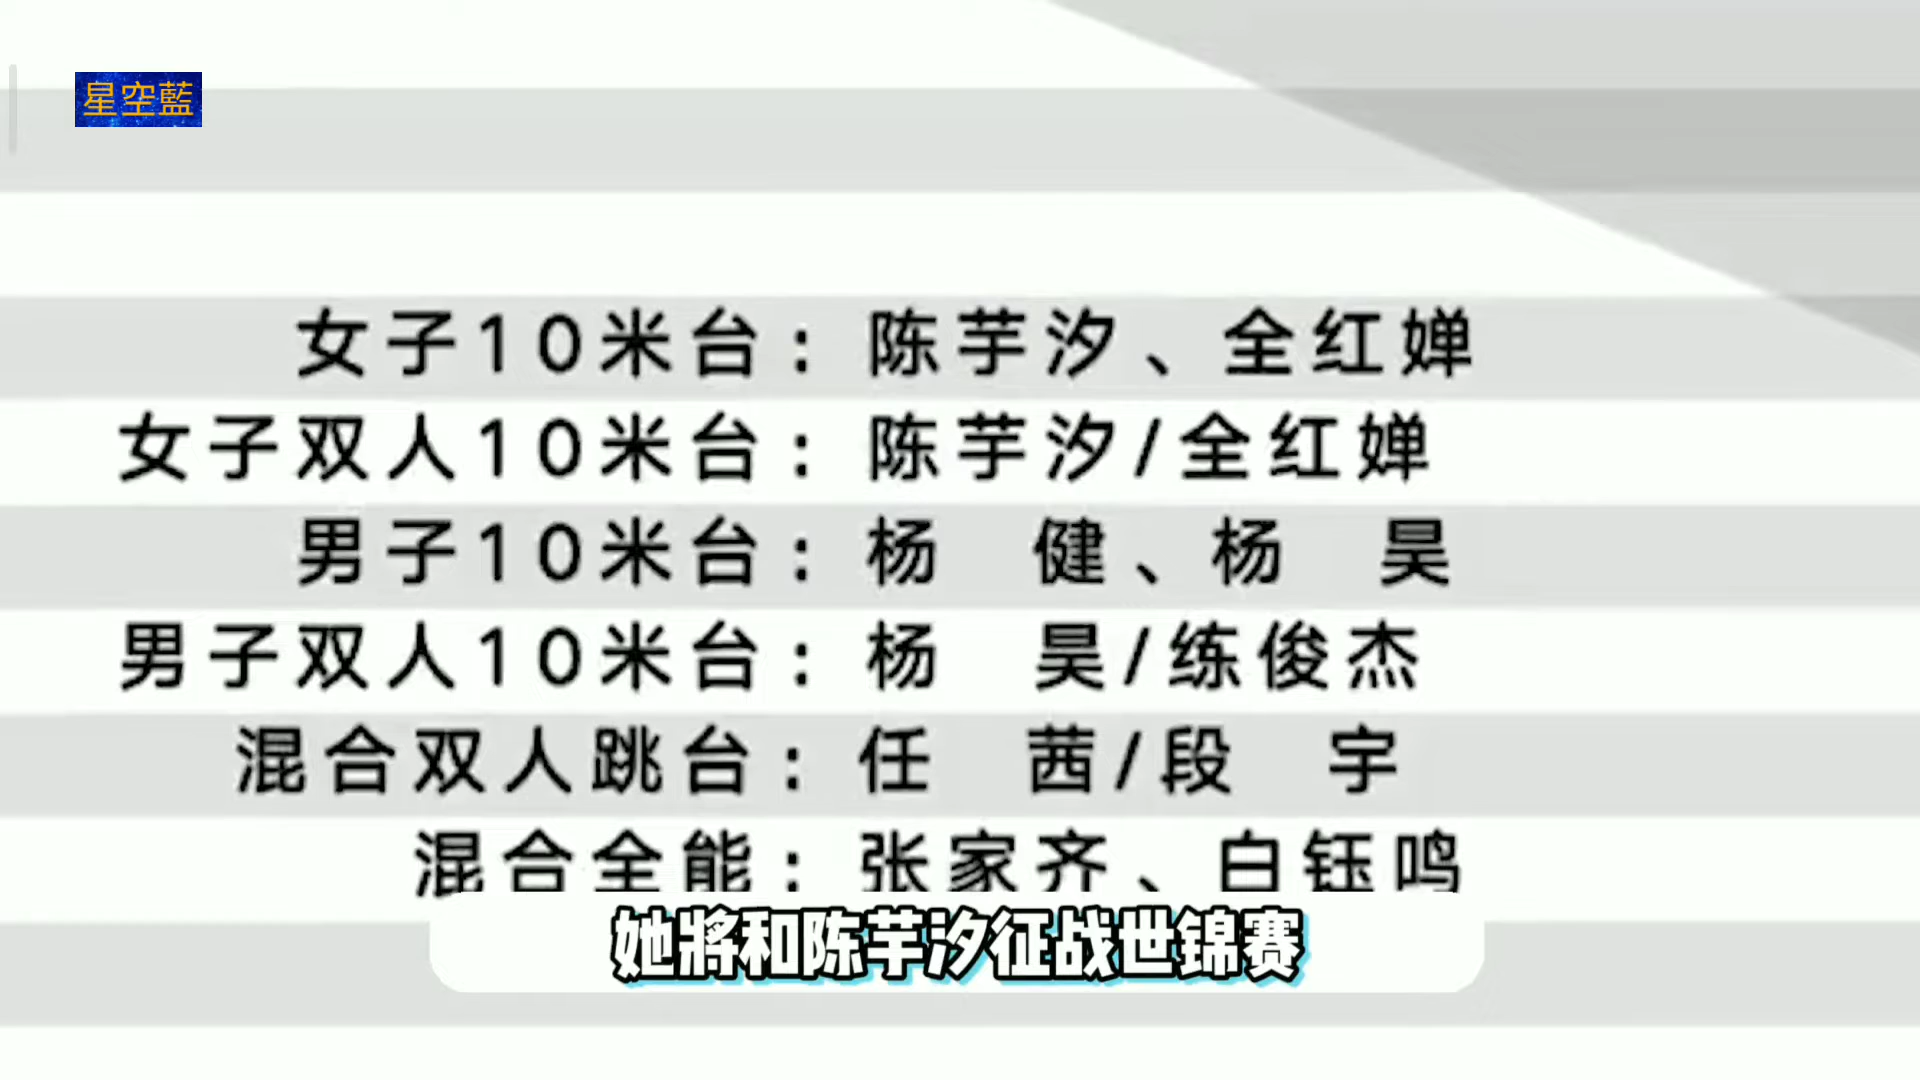 星空藍
女子10米台：陈芋汐、全红婵
女子双人10米台：陈芋汐/全红婵
男子10米台：杨　健、杨　昊
男子双人10米台：杨　昊/练俊杰
混合双人跳台：任　茜/段　宇
混合全能：张家齐、白钰鸣
她將和陈芋汐征战世锦赛